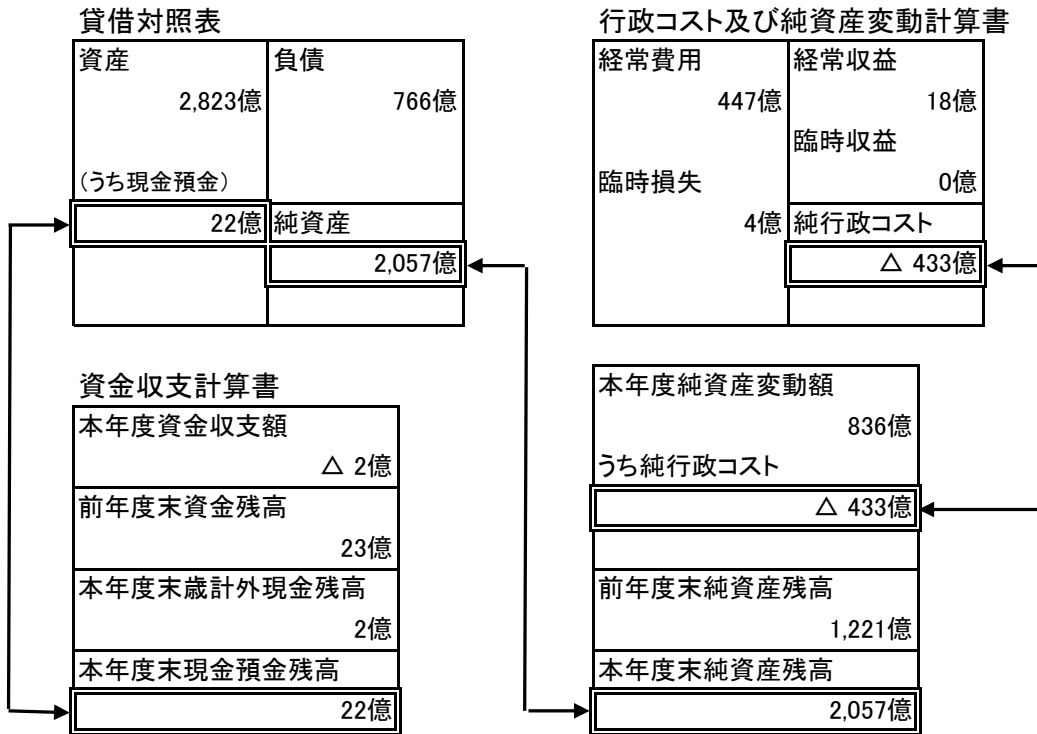 貸借対照表
資産
2,823億
(うち現金預金)
22億
負債
766億
純資産
2,057億
行政コスト及び純資産変動計算書
経常費用
447億
臨時損失
4億
経常収益
18億
臨時収益
0億
純行政コスト
△ 433億
資金収支計算書
本年度資金収支額
△ 2億
前年度末資金残高
23億
本年度末歳計外現金残高
2億
本年度末現金預金残高
22億
本年度純資産変動額
836億
うち純行政コスト
△ 433億
前年度末純資産残高
1,221億
本年度末純資産残高
2,057億